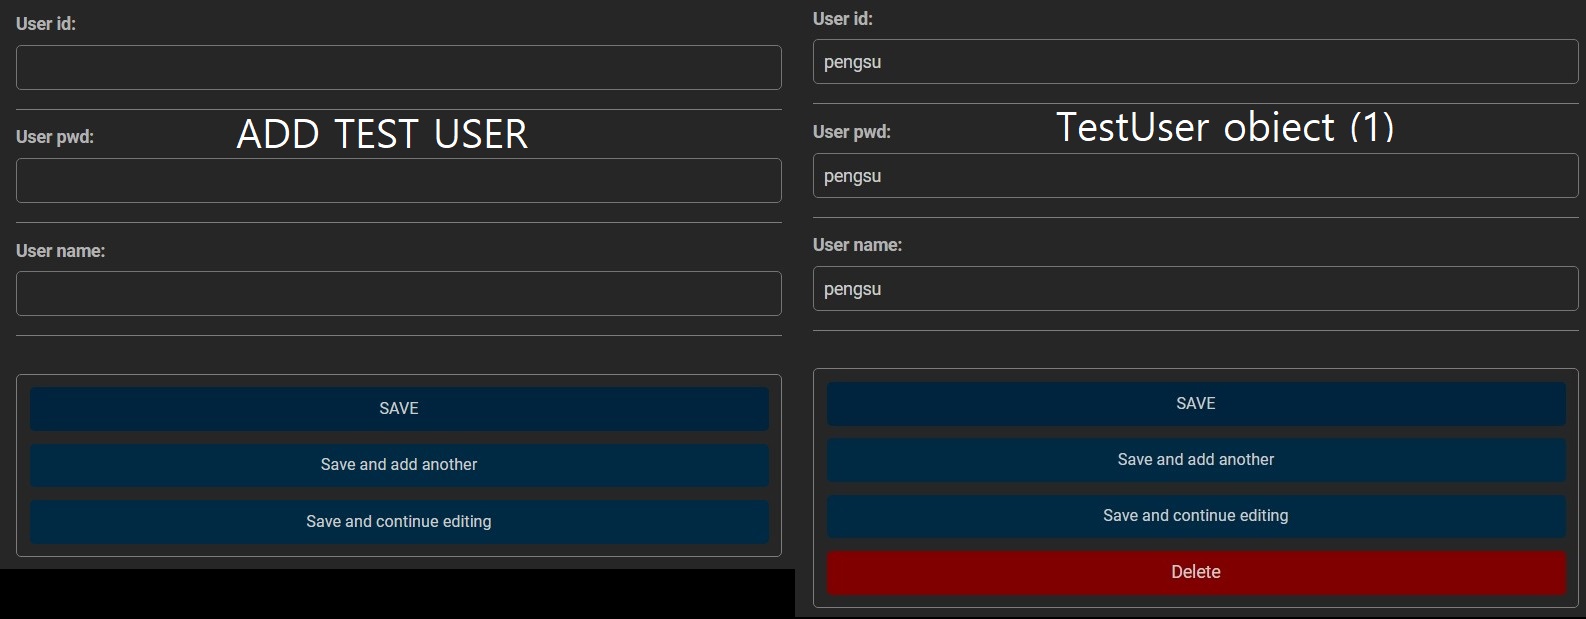 User id:
ADD TEST USER
User pwd:
User name:
SAVE
Save and add another
Save and continue editing
User id:
pengsu
TestUser object (1)
User pwd:
pengsu
User name:
pengsu
SAVE
Save and add another
Save and continue editing
Delete